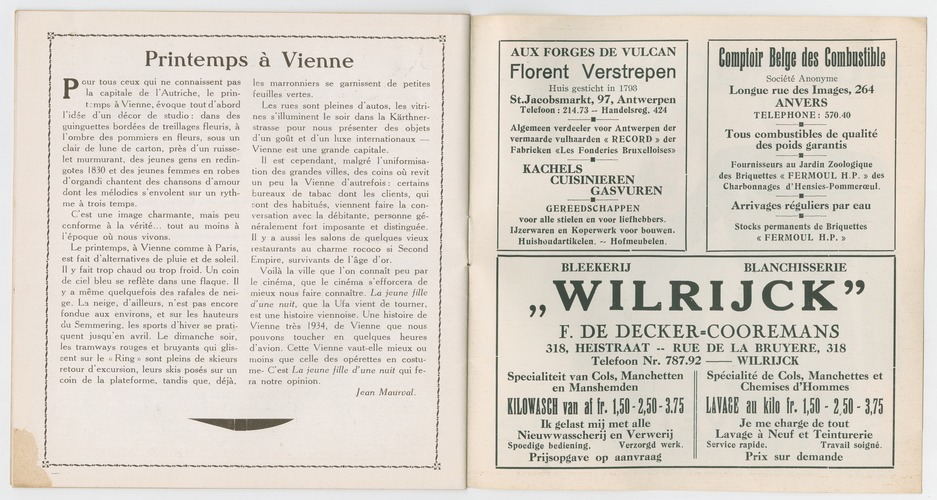 Printemps à Vienne
Pour tous ceux qui ne connaissent pas
la capitale de l'Autriche, le prin-
temps à Vienne, évoque tout d'abord
l'idée d'un décor de studio : dans des
guinguettes bordées de treillages fleuris, à
l'ombre des pommiers en fleurs, sous un
clair de lune de carton, près d'un ruisse-
let murmurant, des jeunes gens en redin-
gotes 1830 et des jeunes femmes en robes
d'organdi chantent des chansons d'amour
dont les mélodies s'envolent sur un ryth-
me à trois temps.
C'est une image charmante, mais peu
conforme à la vérité... tout au moins à
l'époque où nous vivons.
Le printemps, à Vienne comme à Paris,
est fait d'alternatives de pluie et de soleil.
Il y fait trop chaud ou trop froid. Un coin
de ciel bleu se reflète dans une flaque. Il
y a même quelquefois des rafales de nei-
ge. La neige, d'ailleurs, n'est pas encore
fondue aux environs, et sur les hauteurs
du Semmering, les sports d'hiver se prati-
quent jusqu'en avril. Le dimanche soir,
les tramways rouges et bruyants qui glis-
sent sur le « Ring » sont pleins de skieurs
retour d'excursion, leurs skis posés sur un
coin de la plateforme, tandis que, déjà,
les marronniers se garnissent de petites
feuilles vertes.
Les rues sont pleines d'autos, les vitri-
nes s'illuminent le soir dans la Kärthner-
strasse pour nous présenter des objets
d'un goût et d'un luxe internationaux —
Vienne est une grande capitale.
Il est cependant, malgré l'uniformisa-
tion des grandes villes, des coins où revit
un peu la Vienne d'autrefois : certains
bureaux de tabac dont les clients, qui
sont des habitués, viennent faire la con-
versation avec la débitante, personne gé-
néralement fort imposante et distinguée.
Il y a aussi les salons de quelques vieux
restaurants au charme rococo si Second
Empire, survivants de l'âge d'or.
Voilà la ville que l'on connaît peu par
le cinéma, que le cinéma s'efforcera de
mieux nous faire connaître. La jeune fille
d'une nuit, que la Ufa vient de tourner,
est une histoire viennoise. Une histoire de
Vienne très 1934, de Vienne que nous
pouvons toucher en quelques heures
d'avion. Cette Vienne vaut-elle mieux ou
moins que celle des opérettes en costu-
me- C'est La jeune fille d'une nuit qui fe-
ra notre opinion.
Jean Maurval.
AUX FORGES DE VULCAN
Florent Verstrepen
Huis gesticht in 1793
St.Jacobsmarkt, 97, Antwerpen
Telefoon : 214.73 -- Handelsreg. 424
Algemeen verdeeler voor Antwerpen der
vermaarde vulhaarden « RECORD » der
Fabrieken «Les Fonderies Bruxelloises»
KACHELS
CUISINIEREN
GASVUREN
GEREEDSCHAPPEN
voor alle stielen en voor liefhebbers.
IJzerwaren en Koperwerk voor bouwen.
Huishoudartikelen. -- Hofmeubelen.
Comptoir Belge des Combustible
Société Anonyme
Longue rue des Images, 264
ANVERS
TELEPHONE : 570.40
Tous combustibles de qualité
des poids garantis
Fournisseurs au Jardin Zoologique
des Briquettes « FERMOUL H.P. » des
Charbonnages d'Hensies-Pommerœul.
Arrivages réguliers par eau
Stocks permanents de Briquettes
« FERMOUL H.P. »
BLEEKERIJ BLANCHISSERIE
„WILRIJCK”
F. DE DECKER=COOREMANS
318, HEISTRAAT -- RUE DE LA BRUYERE, 318
Telefoon Nr. 787.92 —— WILRIJCK
Specialiteit van Cols, Manchetten
en Manshemden
KILOWASCH van af fr. 1,50 - 2,50 - 3.75
Ik gelast mij met alle
Nieuwwasscherij en Verwerij
Spoedige bediening. Verzorgd werk.
Prijsopgave op aanvraag
Spécialité de Cols, Manchettes et
Chemises d'Hommes
LAVAGE au kilo fr. 1,50 - 2,50 - 3,75
Je me charge de tout
Lavage à Neuf et Teinturerie
Service rapide. Travail soigné.
Prix sur demande